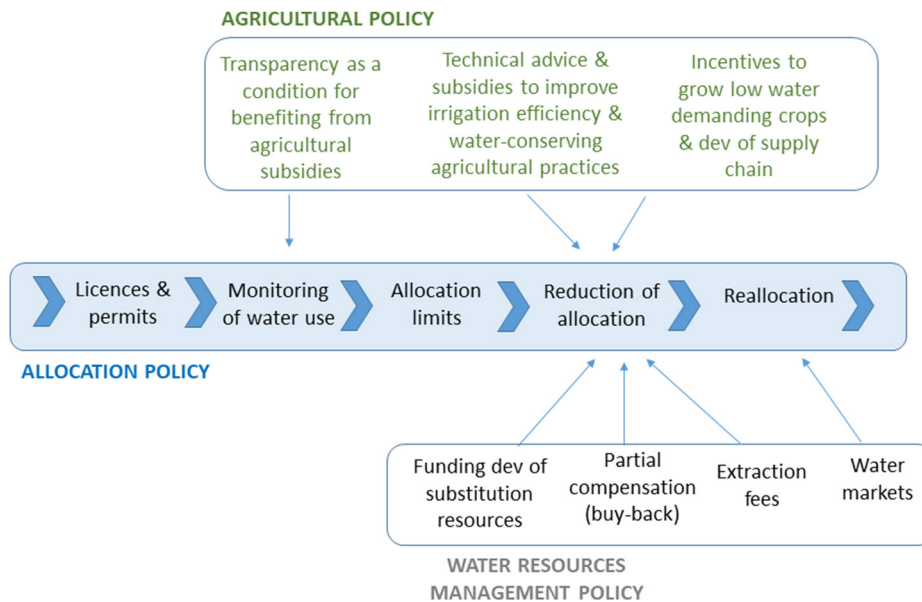 AGRICULTURAL POLICY
Transparency as a
condition for
benefiting from
agricultural
subsidies
Technical advice &
subsidies to improve
irrigation efficiency &
water-conserving
agricultural practices
Incentives to
grow low water
demanding crops
& dev of supply
chain
Licences &
permits
Monitoring
of water use
Allocation
limits
Reduction of
allocation
Reallocation
ALLOCATION POLICY
Funding dev of
substitution
resources
Partial
compensation
(buy-back)
Extraction
fees
Water
markets
WATER RESOURCES
MANAGEMENT POLICY